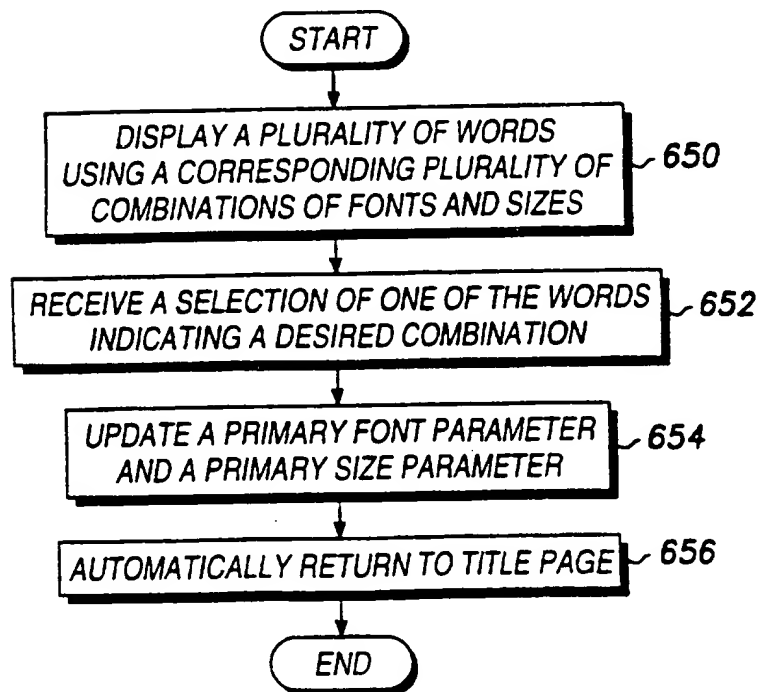 START
DISPLAY A PLURALITY OF WORDS
USING A CORRESPONDING PLURALITY OF
COMBINATIONS OF FONTS AND SIZES
650
RECEIVE A SELECTION OF ONE OF THE WORDS
INDICATING A DESIRED COMBINATION
652
UPDATE A PRIMARY FONT PARAMETER
AND A PRIMARY SIZE PARAMETER
654
AUTOMATICALLY RETURN TO TITLE PAGE
656
END